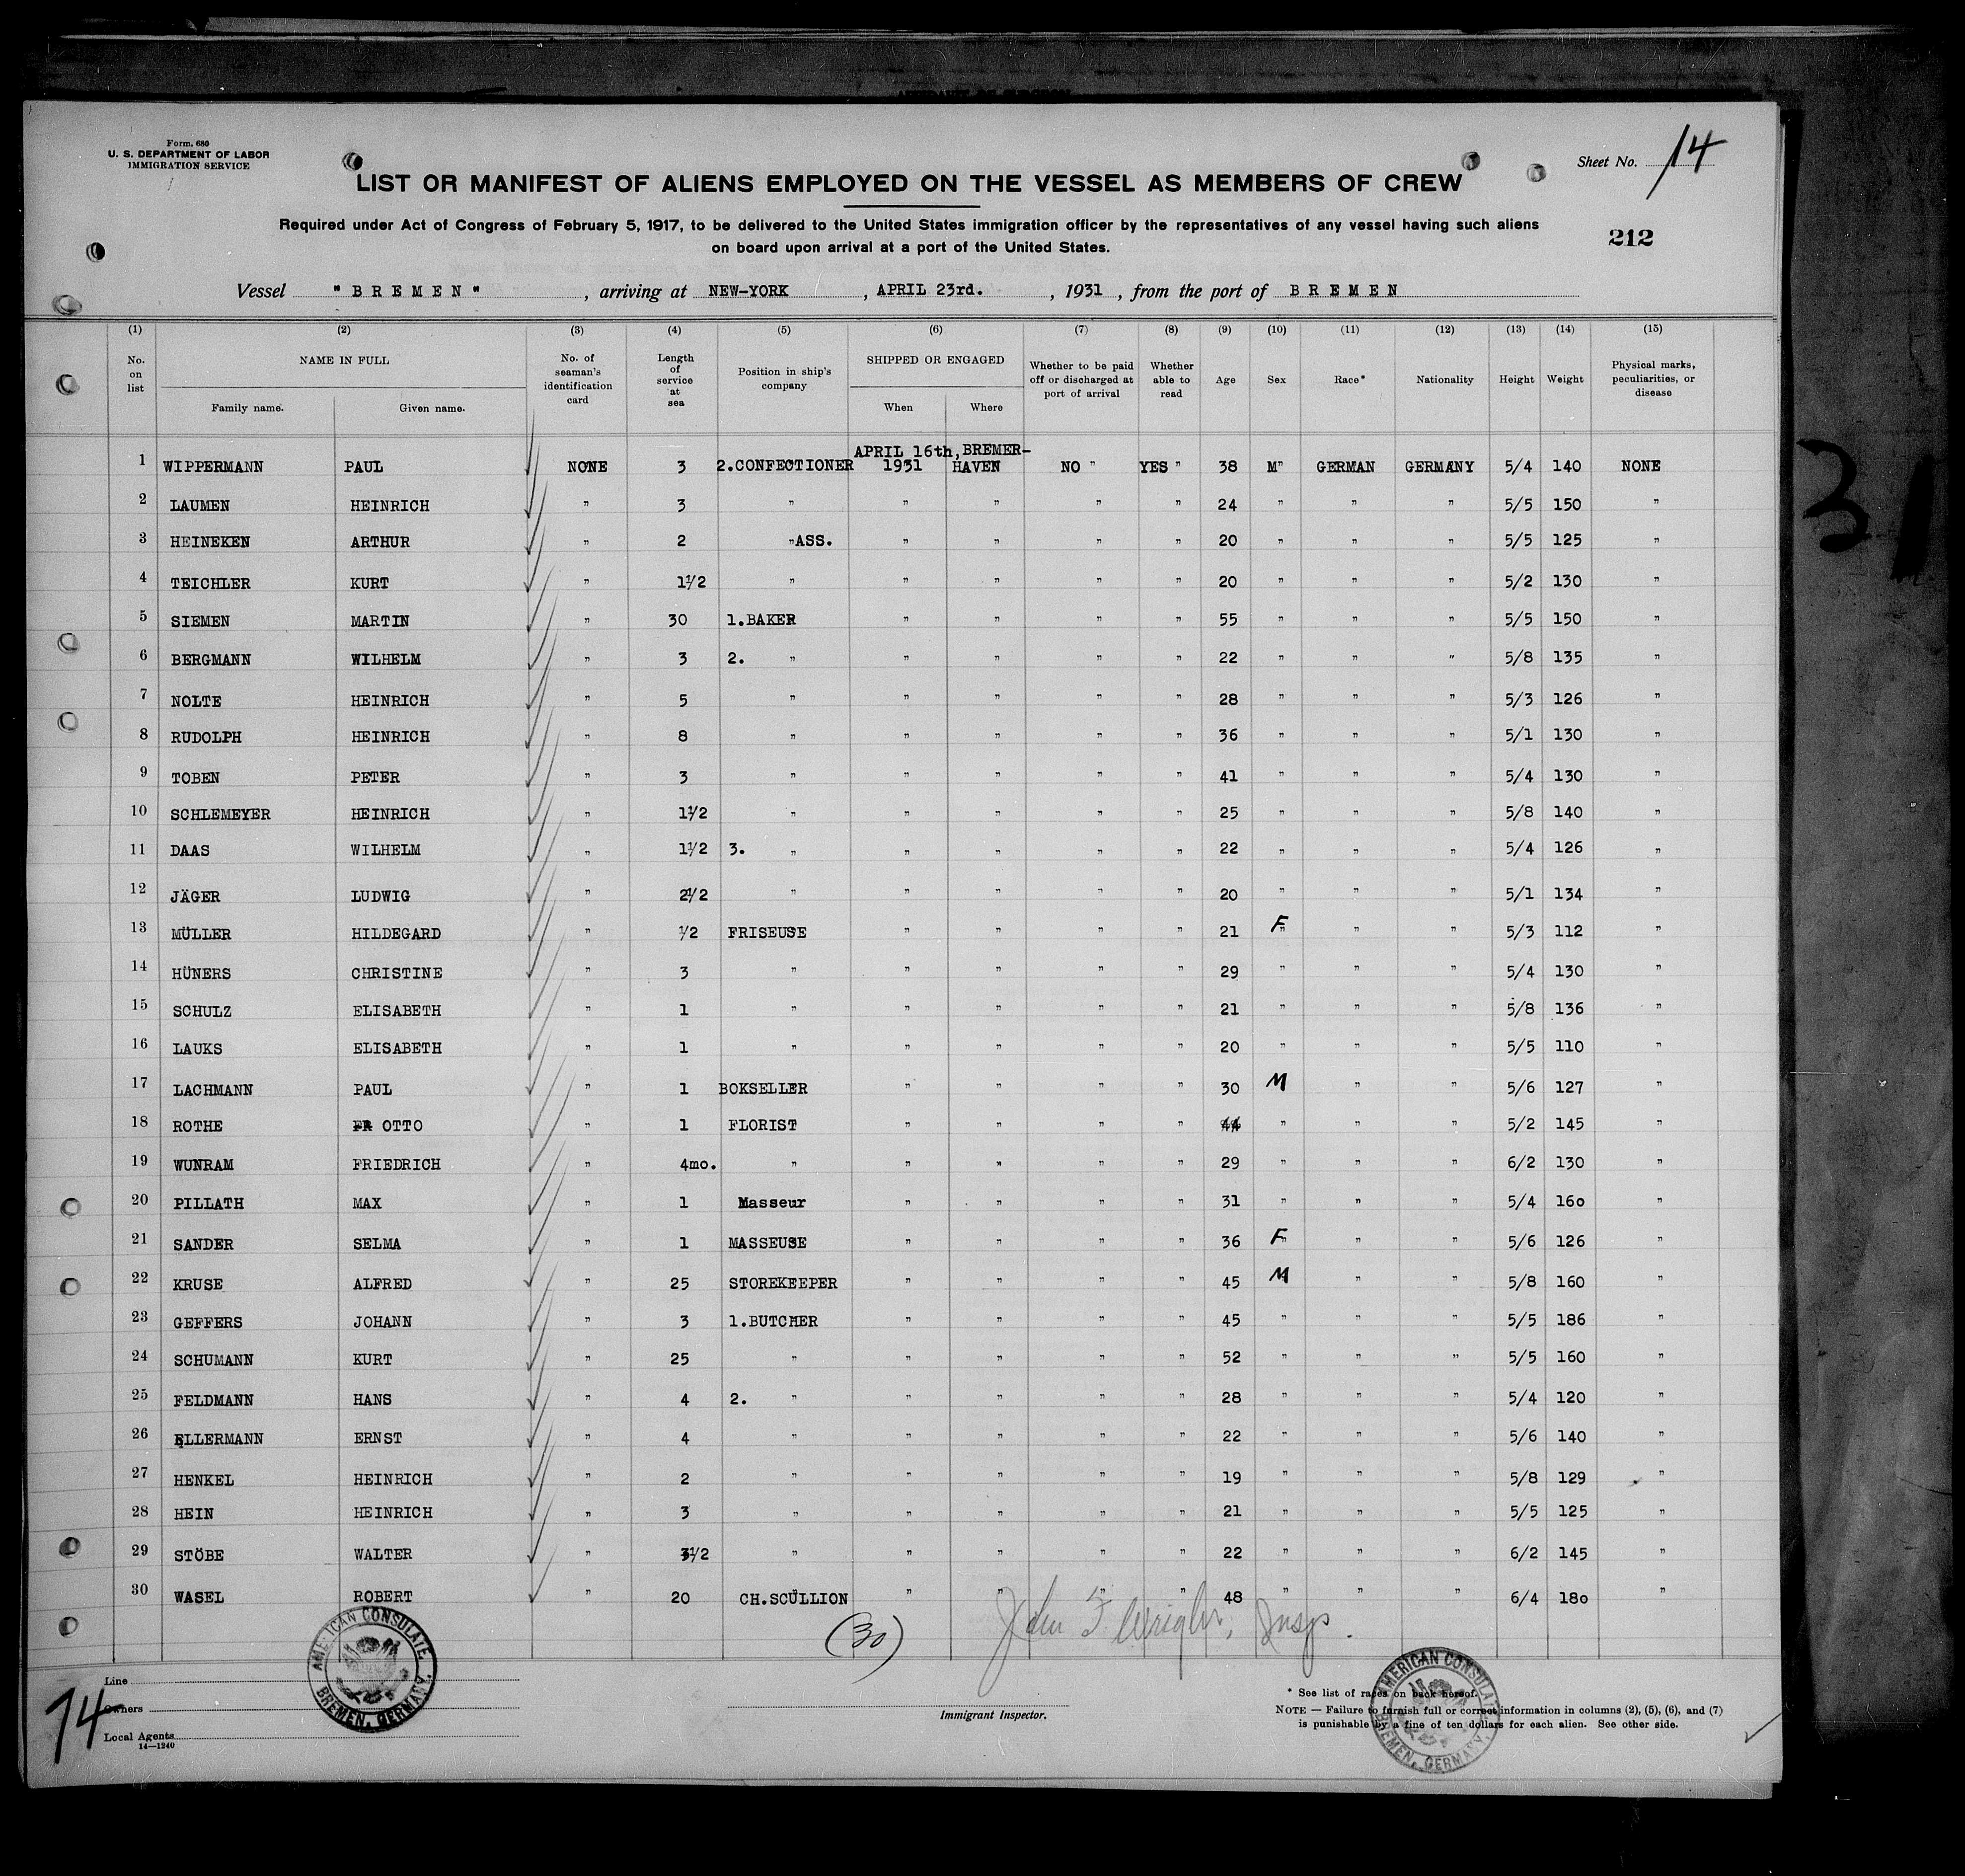 Form. 680
U. S. DEPARTMENT OF LABOR
IMMIGRATION SERVICE
Sheet No. 14
LIST OR MANIFEST OF ALIENS EMPLOYED ON THE VESSEL AS MEMBERS OF CREW
Required under Act of Congress of February 5, 1917, to be delivered to the United States immigration officer by the representatives of any vessel having such aliens
on board upon arrival at a port of the United States.
212
Vessel "BREMEN", arriving at NEW-YORK, APRIL 23rd., 1931, from the port of BREMEN
(1) (2) (3) (4) (5) (6) (7) (8) (9) (10) (11) (12) (13) (14) (15)
No. on list NAME IN FULL Family name. Given name. No. of seaman's identification card Length of service at sea Position in ship's company SHIPPED OR ENGAGED When Where Whether to be paid off or discharged at port of arrival Whether able to read Age Sex Race* Nationality Height Weight Physical marks, peculiarities, or disease
1 WIPPERMANN PAUL NONE 3 2.CONFECTIONER APRIL 16th, 1931 BREMER-HAVEN NO " YES " 38 M" GERMAN GERMANY 5/4 140 NONE
2 LAUMEN HEINRICH " 3 " " " " " 24 " " " 5/5 150 "
3 HEINEKEN ARTHUR " 2 "ASS. " " " " 20 " " " 5/5 125 "
4 TEICHLER KURT " 1½ " " " " " 20 " " " 5/2 130 "
5 SIEMEN MARTIN " 30 1.BAKER " " " " 55 " " " 5/5 150 "
6 BERGMANN WILHELM " 3 2. " " " " " 22 " " " 5/8 135 "
7 NOLTE HEINRICH " 5 " " " " " 28 " " " 5/3 126 "
8 RUDOLPH HEINRICH " 8 " " " " " 36 " " " 5/1 130 "
9 TOBEN PETER " 3 " " " " " 41 " " " 5/4 130 "
10 SCHLEMEYER HEINRICH " 1½ " " " " " 25 " " " 5/8 140 "
11 DAAS WILHELM " 1½ 3. " " " " " 22 " " " 5/4 126 "
12 JÄGER LUDWIG " 2½ " " " " " 20 " " " 5/1 134 "
13 MÜLLER HILDEGARD " ½ FRISEUSE " " " " 21 F " " 5/3 112 "
14 HÜNERS CHRISTINE " 3 " " " " " 29 " " " 5/4 130 "
15 SCHULZ ELISABETH " 1 " " " " " 21 " " " 5/8 136 "
16 LAUKS ELISABETH " 1 " " " " " 20 " " " 5/5 110 "
17 LACHMANN PAUL " 1 BOKSELLER " " " " 30 M " " 5/6 127 "
18 ROTHE OTTO " 1 FLORIST " " " " 44 " " " 5/2 145 "
19 WUNRAM FRIEDRICH " 4mo. " " " " " 29 " " " 6/2 130 "
20 PILLATH MAX " 1 Masseur " " " " 31 " " " 5/4 160 "
21 SANDER SELMA " 1 MASSEUSE " " " " 36 F " " 5/6 126 "
22 KRUSE ALFRED " 25 STOREKEEPER " " " " 45 M " " 5/8 160 "
23 GEFFERS JOHANN " 3 1.BUTCHER " " " " 45 " " " 5/5 186 "
24 SCHUMANN KURT " 25 " " " " " 52 " " " 5/5 160 "
25 FELDMANN HANS " 4 2. " " " " " 28 " " " 5/4 120 "
26 ELLERMANN ERNST " 4 " " " " " 22 " " " 5/6 140 "
27 HENKEL HEINRICH " 2 " " " " " 19 " " " 5/8 129 "
28 HEIN HEINRICH " 3 " " " " " 21 " " " 5/5 125 "
29 STÖBE WALTER " 3½ " " " " " 22 " " " 6/2 145 "
30 WASEL ROBERT " 20 CH.SCULLION " " " " 48 " " " 6/4 180 "
(30) John F Insp.
AMERICAN CONSULATE BREMEN, GERMANY.
Line
Owners
Local Agents
14—1240
14
Immigrant Inspector.
* See list of races on back hereof.
NOTE — Failure to furnish full or correct information in columns (2), (5), (6), and (7)
is punishable by a fine of ten dollars for each alien. See other side.
AMERICAN CONSULATE BREMEN, GERMANY.
31